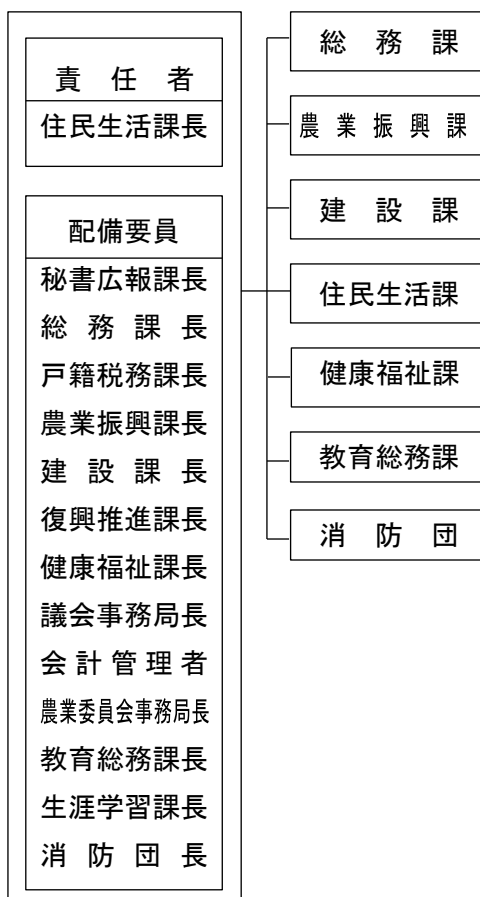 責任者
住民生活課長
配備要員
秘書広報課長
総務課長
戸籍税務課長
農業振興課長
建設課長
復興推進課長
健康福祉課長
議会事務局長
会計管理者
農業委員会事務局長
教育総務課長
生涯学習課長
消防団長
総務課
農業振興課
建設課
住民生活課
健康福祉課
教育総務課
消防団